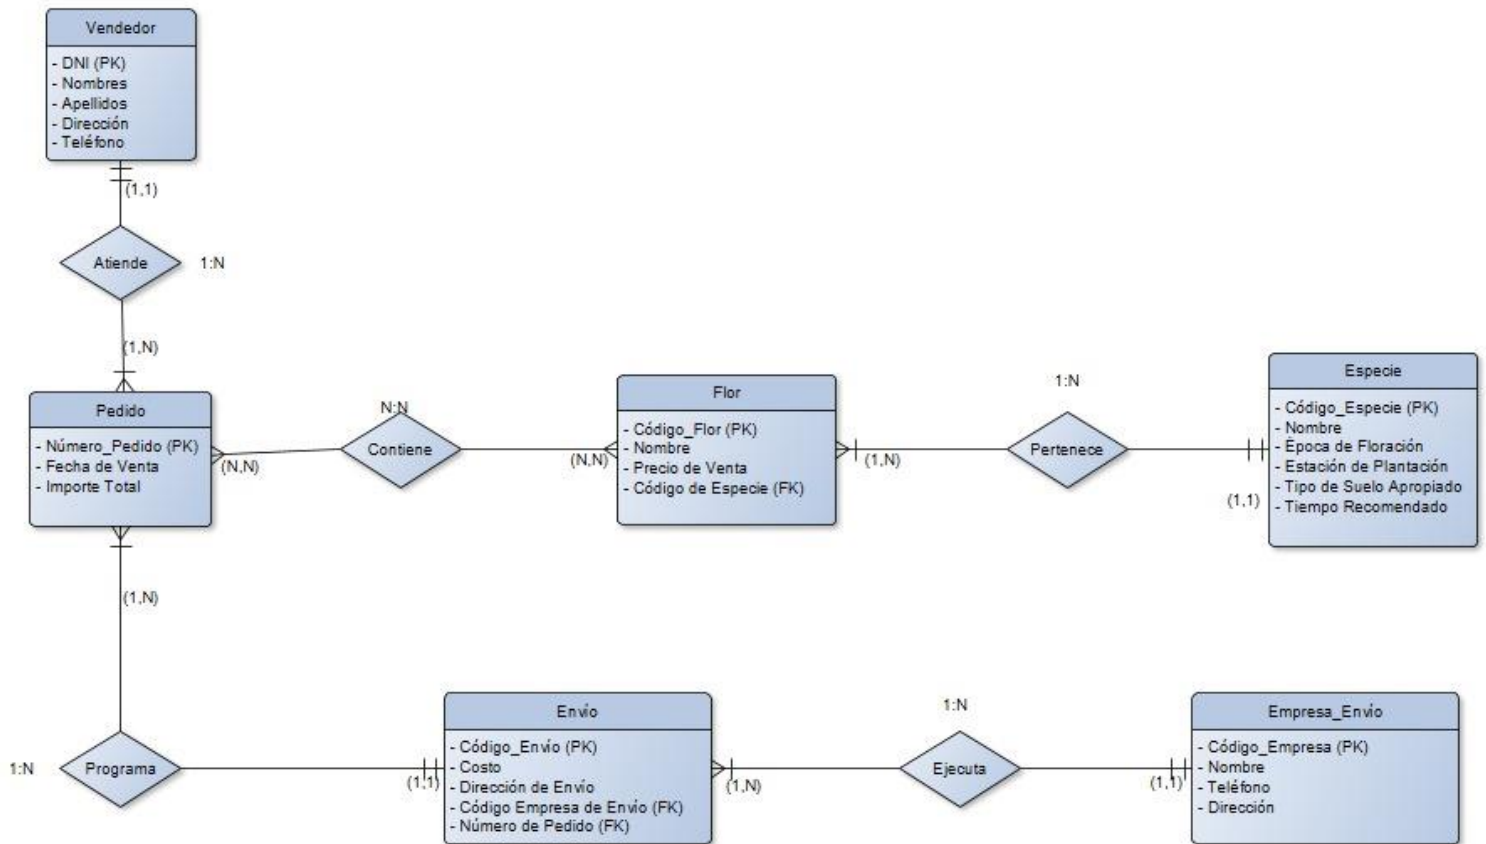 Vendedor
- DNI (PK)
- Nombres
- Apellidos
- Dirección
- Teléfono
(1,1)
Atiende
1:N
(1,N)
Pedido
- Número_Pedido (PK)
- Fecha de Venta
- Importe Total
(N,N)
N:N
Contiene
(N,N)
Flor
- Código_Flor (PK)
- Nombre
- Precio de Venta
- Código de Especie (FK)
(1,N)
1:N
Pertenece
(1,1)
Especie
- Código_Especie (PK)
- Nombre
- Época de Floración
- Estación de Plantación
- Tipo de Suelo Apropiado
- Tiempo Recomendado
(1,N)
1:N
Programa
(1,1)
Envío
- Código_Envío (PK)
- Costo
- Dirección de Envío
- Código Empresa de Envío (FK)
- Número de Pedido (FK)
(1,N)
1:N
Ejecuta
(1,1)
Empresa_Envío
- Código_Empresa (PK)
- Nombre
- Teléfono
- Dirección